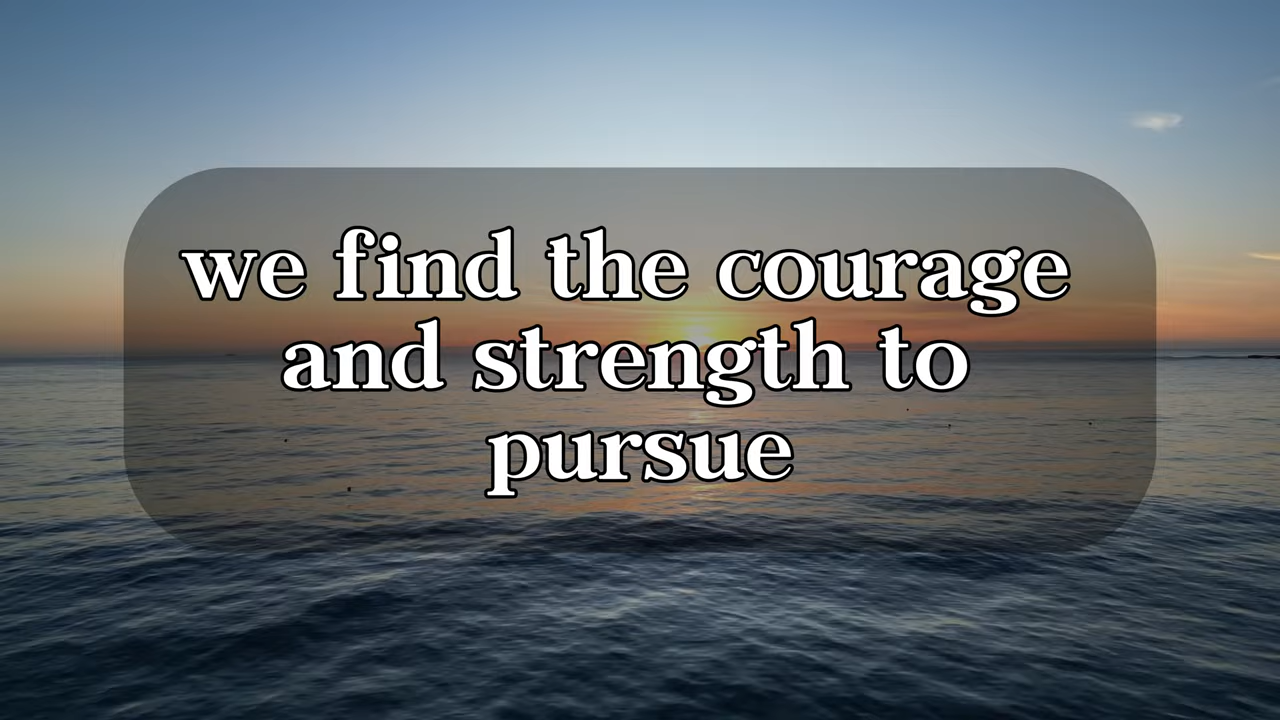 we find the courage
and strength to
pursue